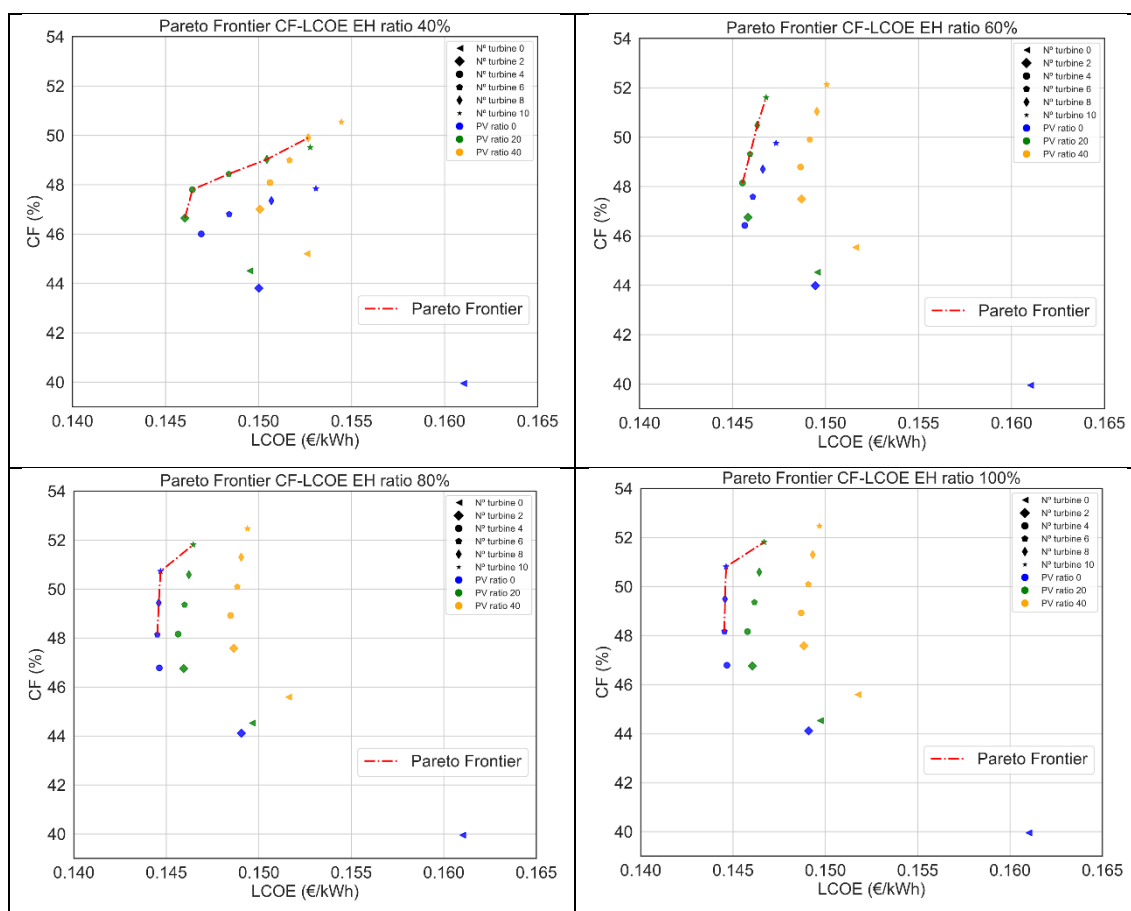 Pareto Frontier CF-LCOE EH ratio 40%
54
52
50
48
46
44
42
40
CF (%)
Nº turbine 0
Nº turbine 2
Nº turbine 4
Nº turbine 6
Nº turbine 8
Nº turbine 10
PV ratio 0
PV ratio 20
PV ratio 40
Pareto Frontier
0.140 0.145 0.150 0.155 0.160 0.165
LCOE (€/kWh)
Pareto Frontier CF-LCOE EH ratio 60%
54
52
50
48
46
44
42
40
CF (%)
Nº turbine 0
Nº turbine 2
Nº turbine 4
Nº turbine 6
Nº turbine 8
Nº turbine 10
PV ratio 0
PV ratio 20
PV ratio 40
Pareto Frontier
0.140 0.145 0.150 0.155 0.160 0.165
LCOE (€/kWh)
Pareto Frontier CF-LCOE EH ratio 80%
54
52
50
48
46
44
42
40
CF (%)
Nº turbine 0
Nº turbine 2
Nº turbine 4
Nº turbine 6
Nº turbine 8
Nº turbine 10
PV ratio 0
PV ratio 20
PV ratio 40
Pareto Frontier
0.140 0.145 0.150 0.155 0.160 0.165
LCOE (€/kWh)
Pareto Frontier CF-LCOE EH ratio 100%
54
52
50
48
46
44
42
40
CF (%)
Nº turbine 0
Nº turbine 2
Nº turbine 4
Nº turbine 6
Nº turbine 8
Nº turbine 10
PV ratio 0
PV ratio 20
PV ratio 40
Pareto Frontier
0.140 0.145 0.150 0.155 0.160 0.165
LCOE (€/kWh)